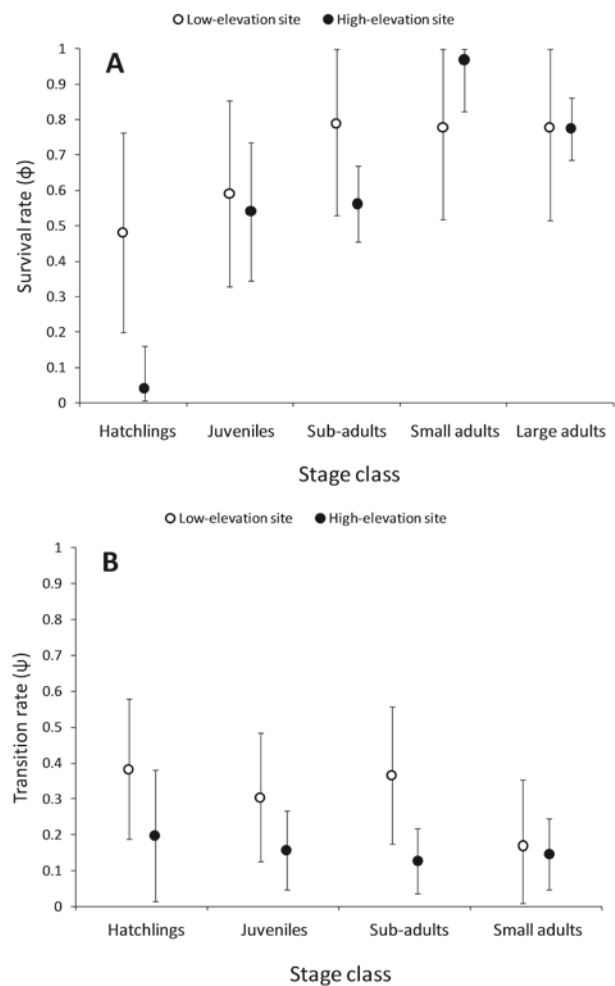 Low-elevation site High-elevation site
A
1
0.9
0.8
0.7
0.6
0.5
0.4
0.3
0.2
0.1
0
Survival rate (ϕ)
Hatchlings Juveniles Sub-adults Small adults Large adults
Stage class
Low-elevation site High-elevation site
B
1
0.9
0.8
0.7
0.6
0.5
0.4
0.3
0.2
0.1
0
Transition rate (ψ)
Hatchlings Juveniles Sub-adults Small adults
Stage class